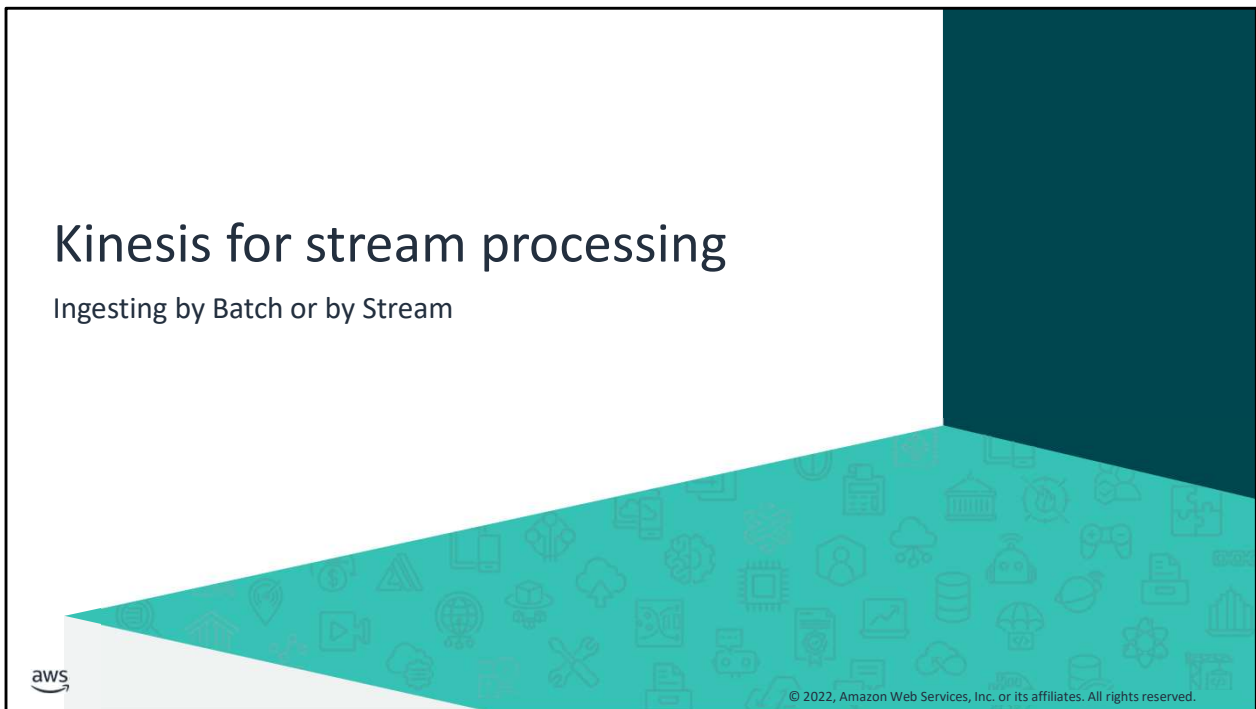 Kinesis for stream processing
Ingesting by Batch or by Stream
aws
© 2022, Amazon Web Services, Inc. or its affiliates. All rights reserved.